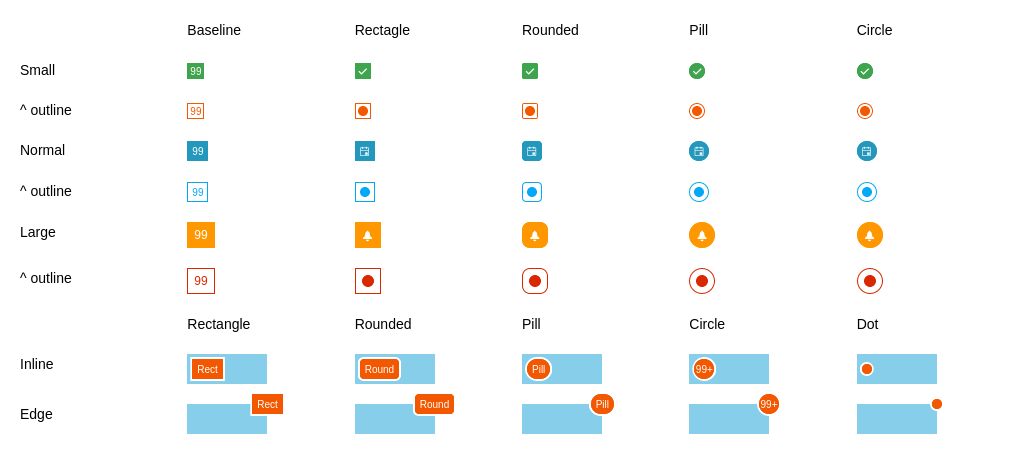 Baseline Rectagle Rounded Pill Circle
Small 99
^ outline 99
Normal 99
^ outline 99
Large 99
^ outline 99
Rectangle Rounded Pill Circle Dot
Inline Rect Round Pill 99+
Edge Rect Round Pill 99+